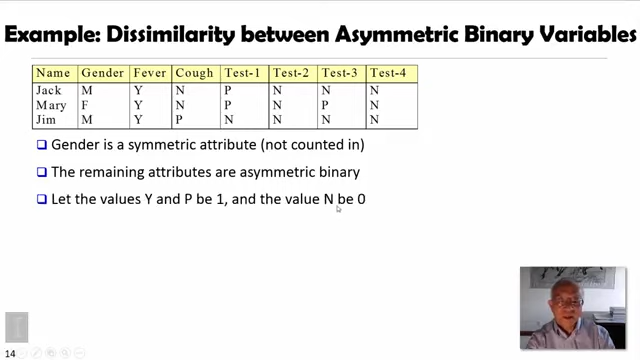 Example: Dissimilarity between Asymmetric Binary Variables
Name Gender Fever Cough Test-1 Test-2 Test-3 Test-4
Jack M Y N P N N N
Mary F Y N P N P N
Jim M Y P N N N N
Gender is a symmetric attribute (not counted in)
The remaining attributes are asymmetric binary
Let the values Y and P be 1, and the value N be 0
14